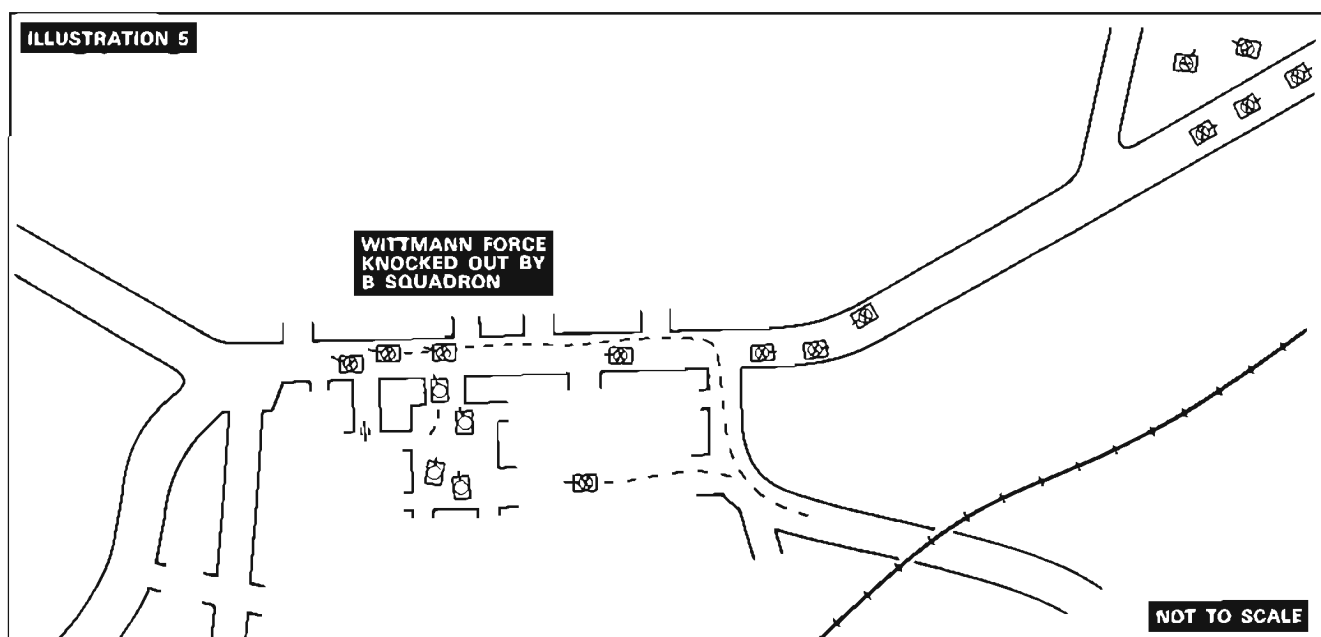 ILLUSTRATION 5
WITTMANN FORCE
KNOCKED OUT BY
B SQUADRON
NOT TO SCALE